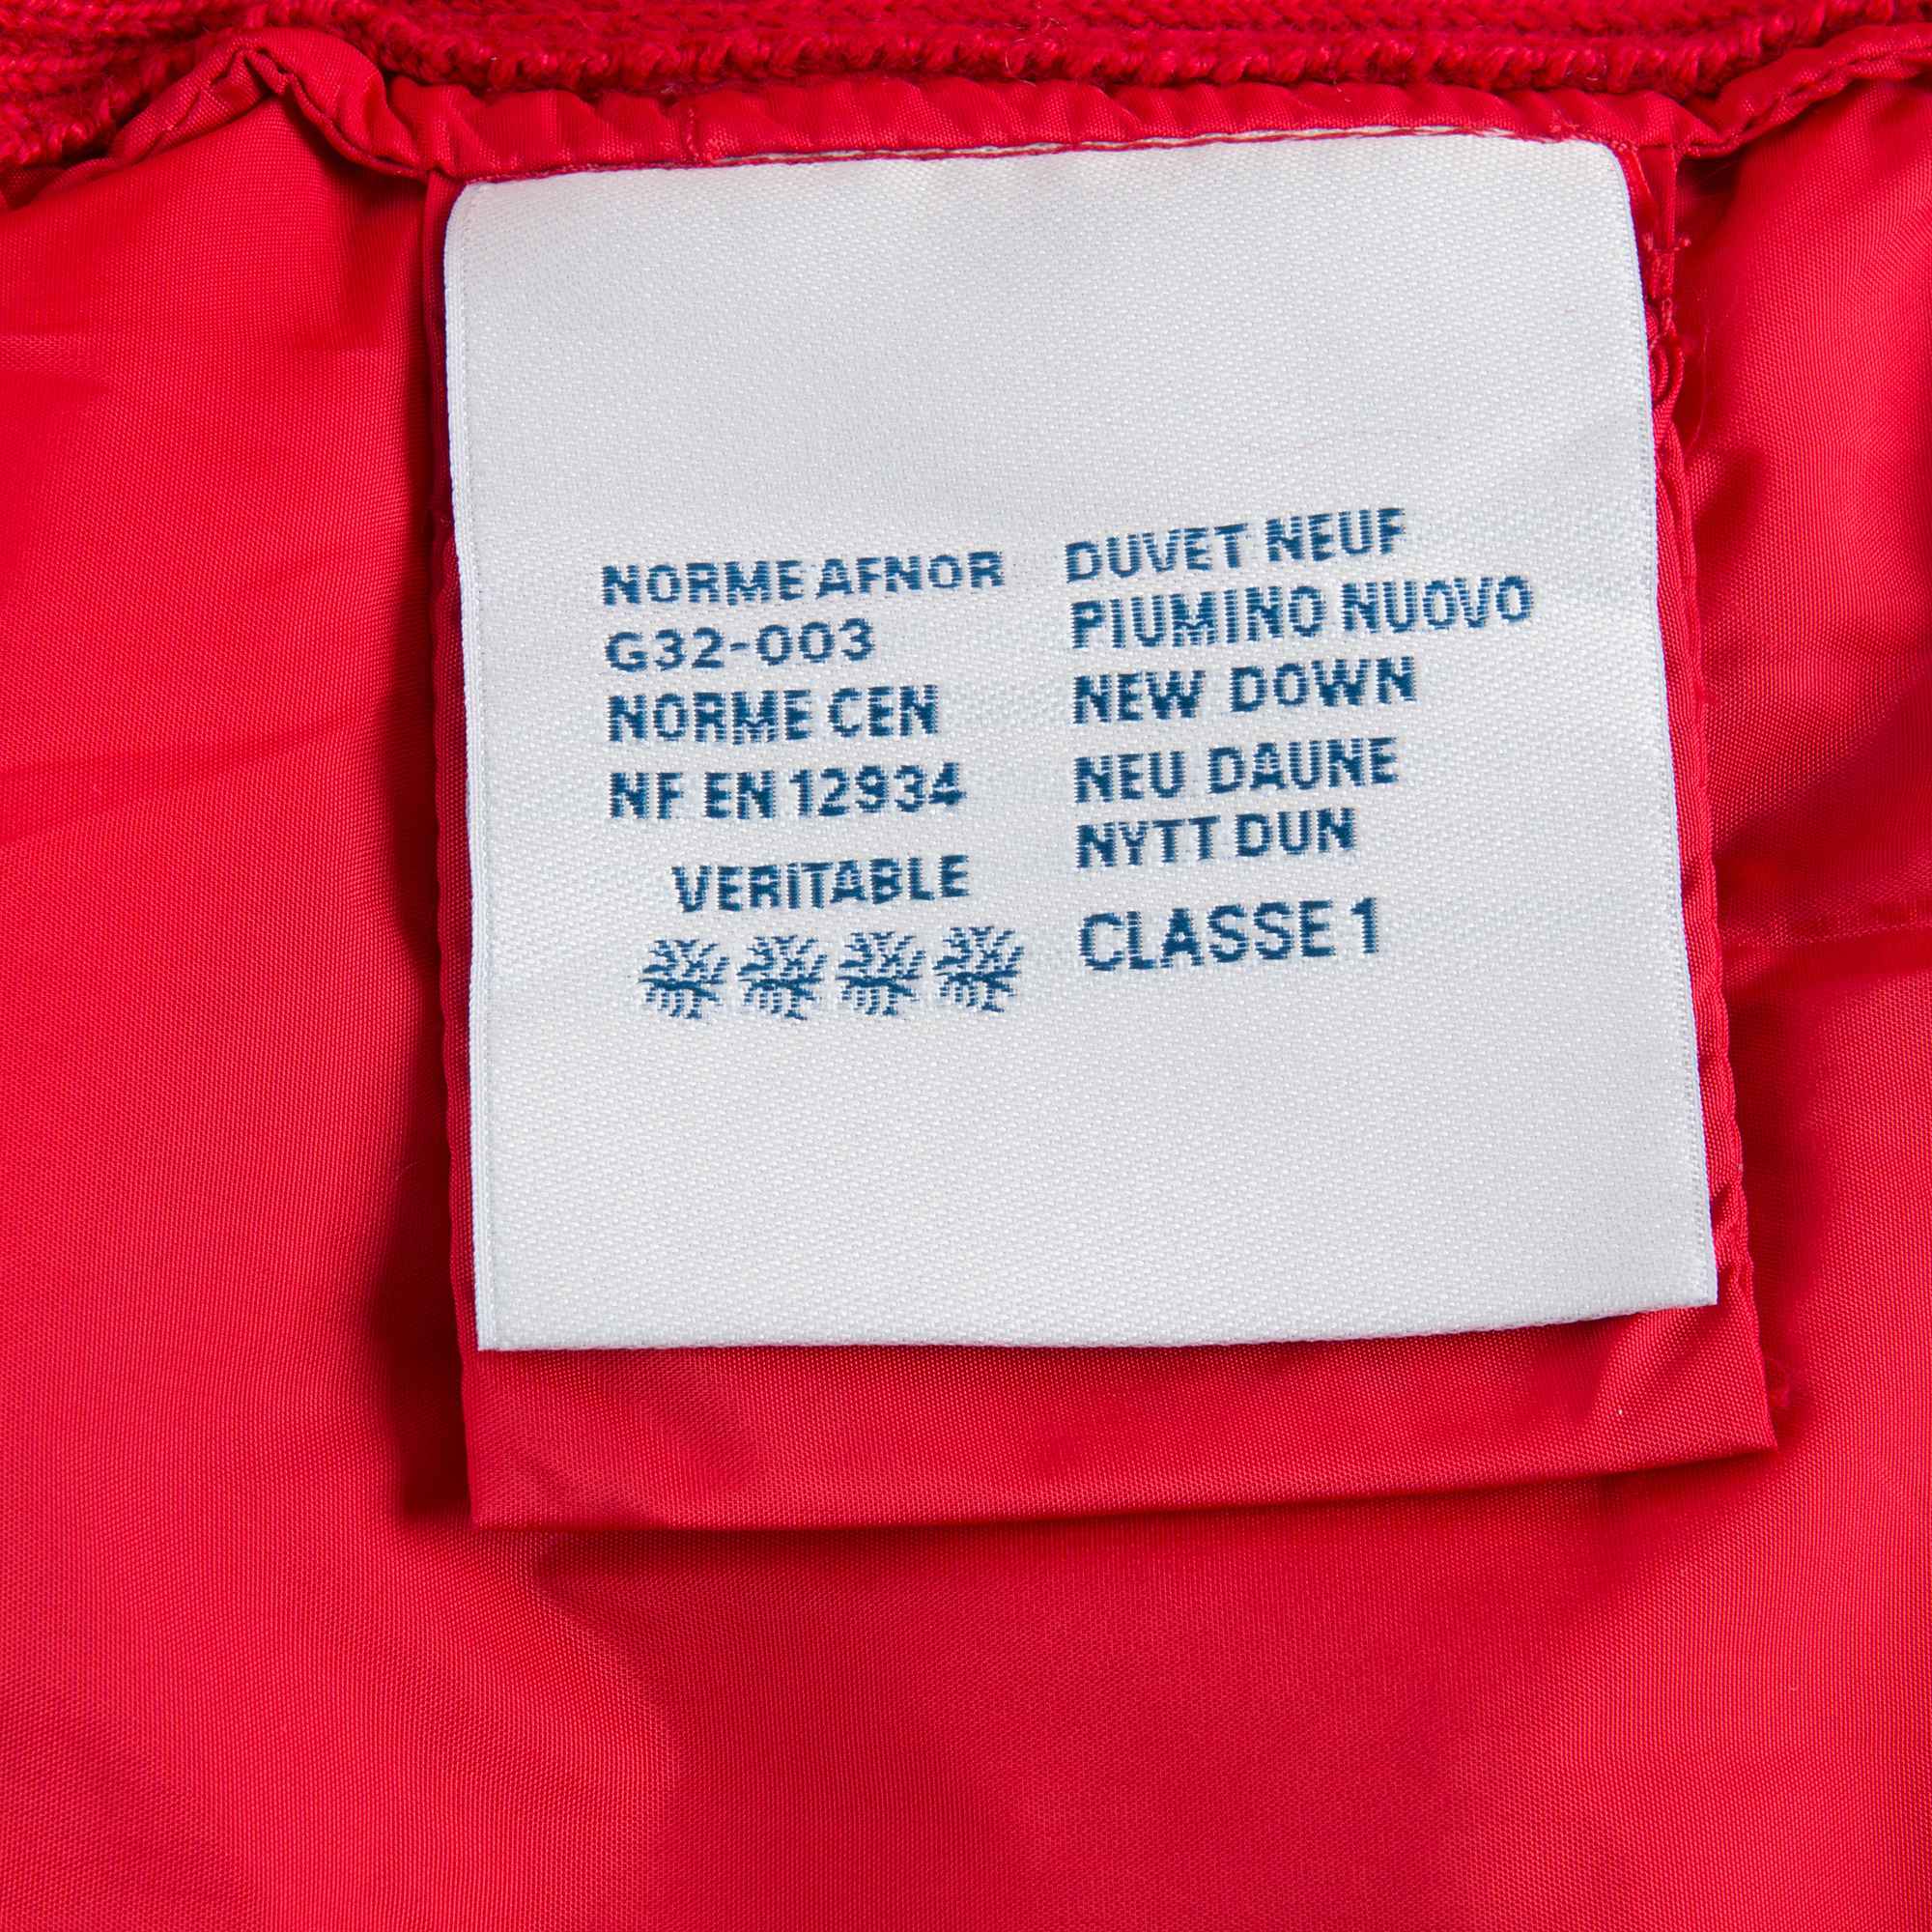 NORME AFNOR
G32-003
NORME CEN
NF EN 12934
VERITABLE
DUVET NEUF
PIUMINO NUOVO
NEW DOWN
NEU DAUNE
NYTT DUN
CLASSE 1